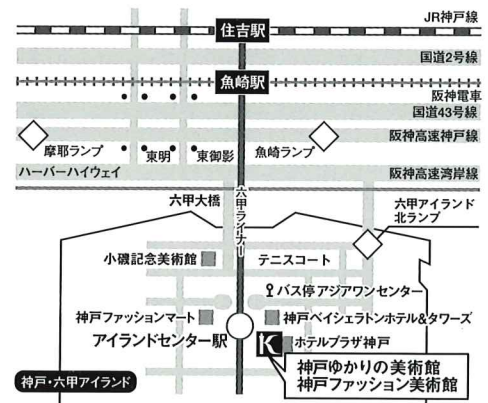 JR神戸線
住吉駅
国道2号線
魚崎駅
阪神電車
国道43号線
阪神高速神戸線
摩耶ランプ
東明
東御影
魚崎ランプ
ハーバーハイウェイ
阪神高速湾岸線
六甲大橋
六甲ライナー
六甲アイランド
北ランプ
小磯記念美術館
テニスコート
バス停アジアワンセンター
神戸ファッションマート
神戸ベイシェラトンホテル&タワーズ
アイランドセンター駅
K
ホテルプラザ神戸
神戸ゆかりの美術館
神戸ファッション美術館
神戸・六甲アイランド